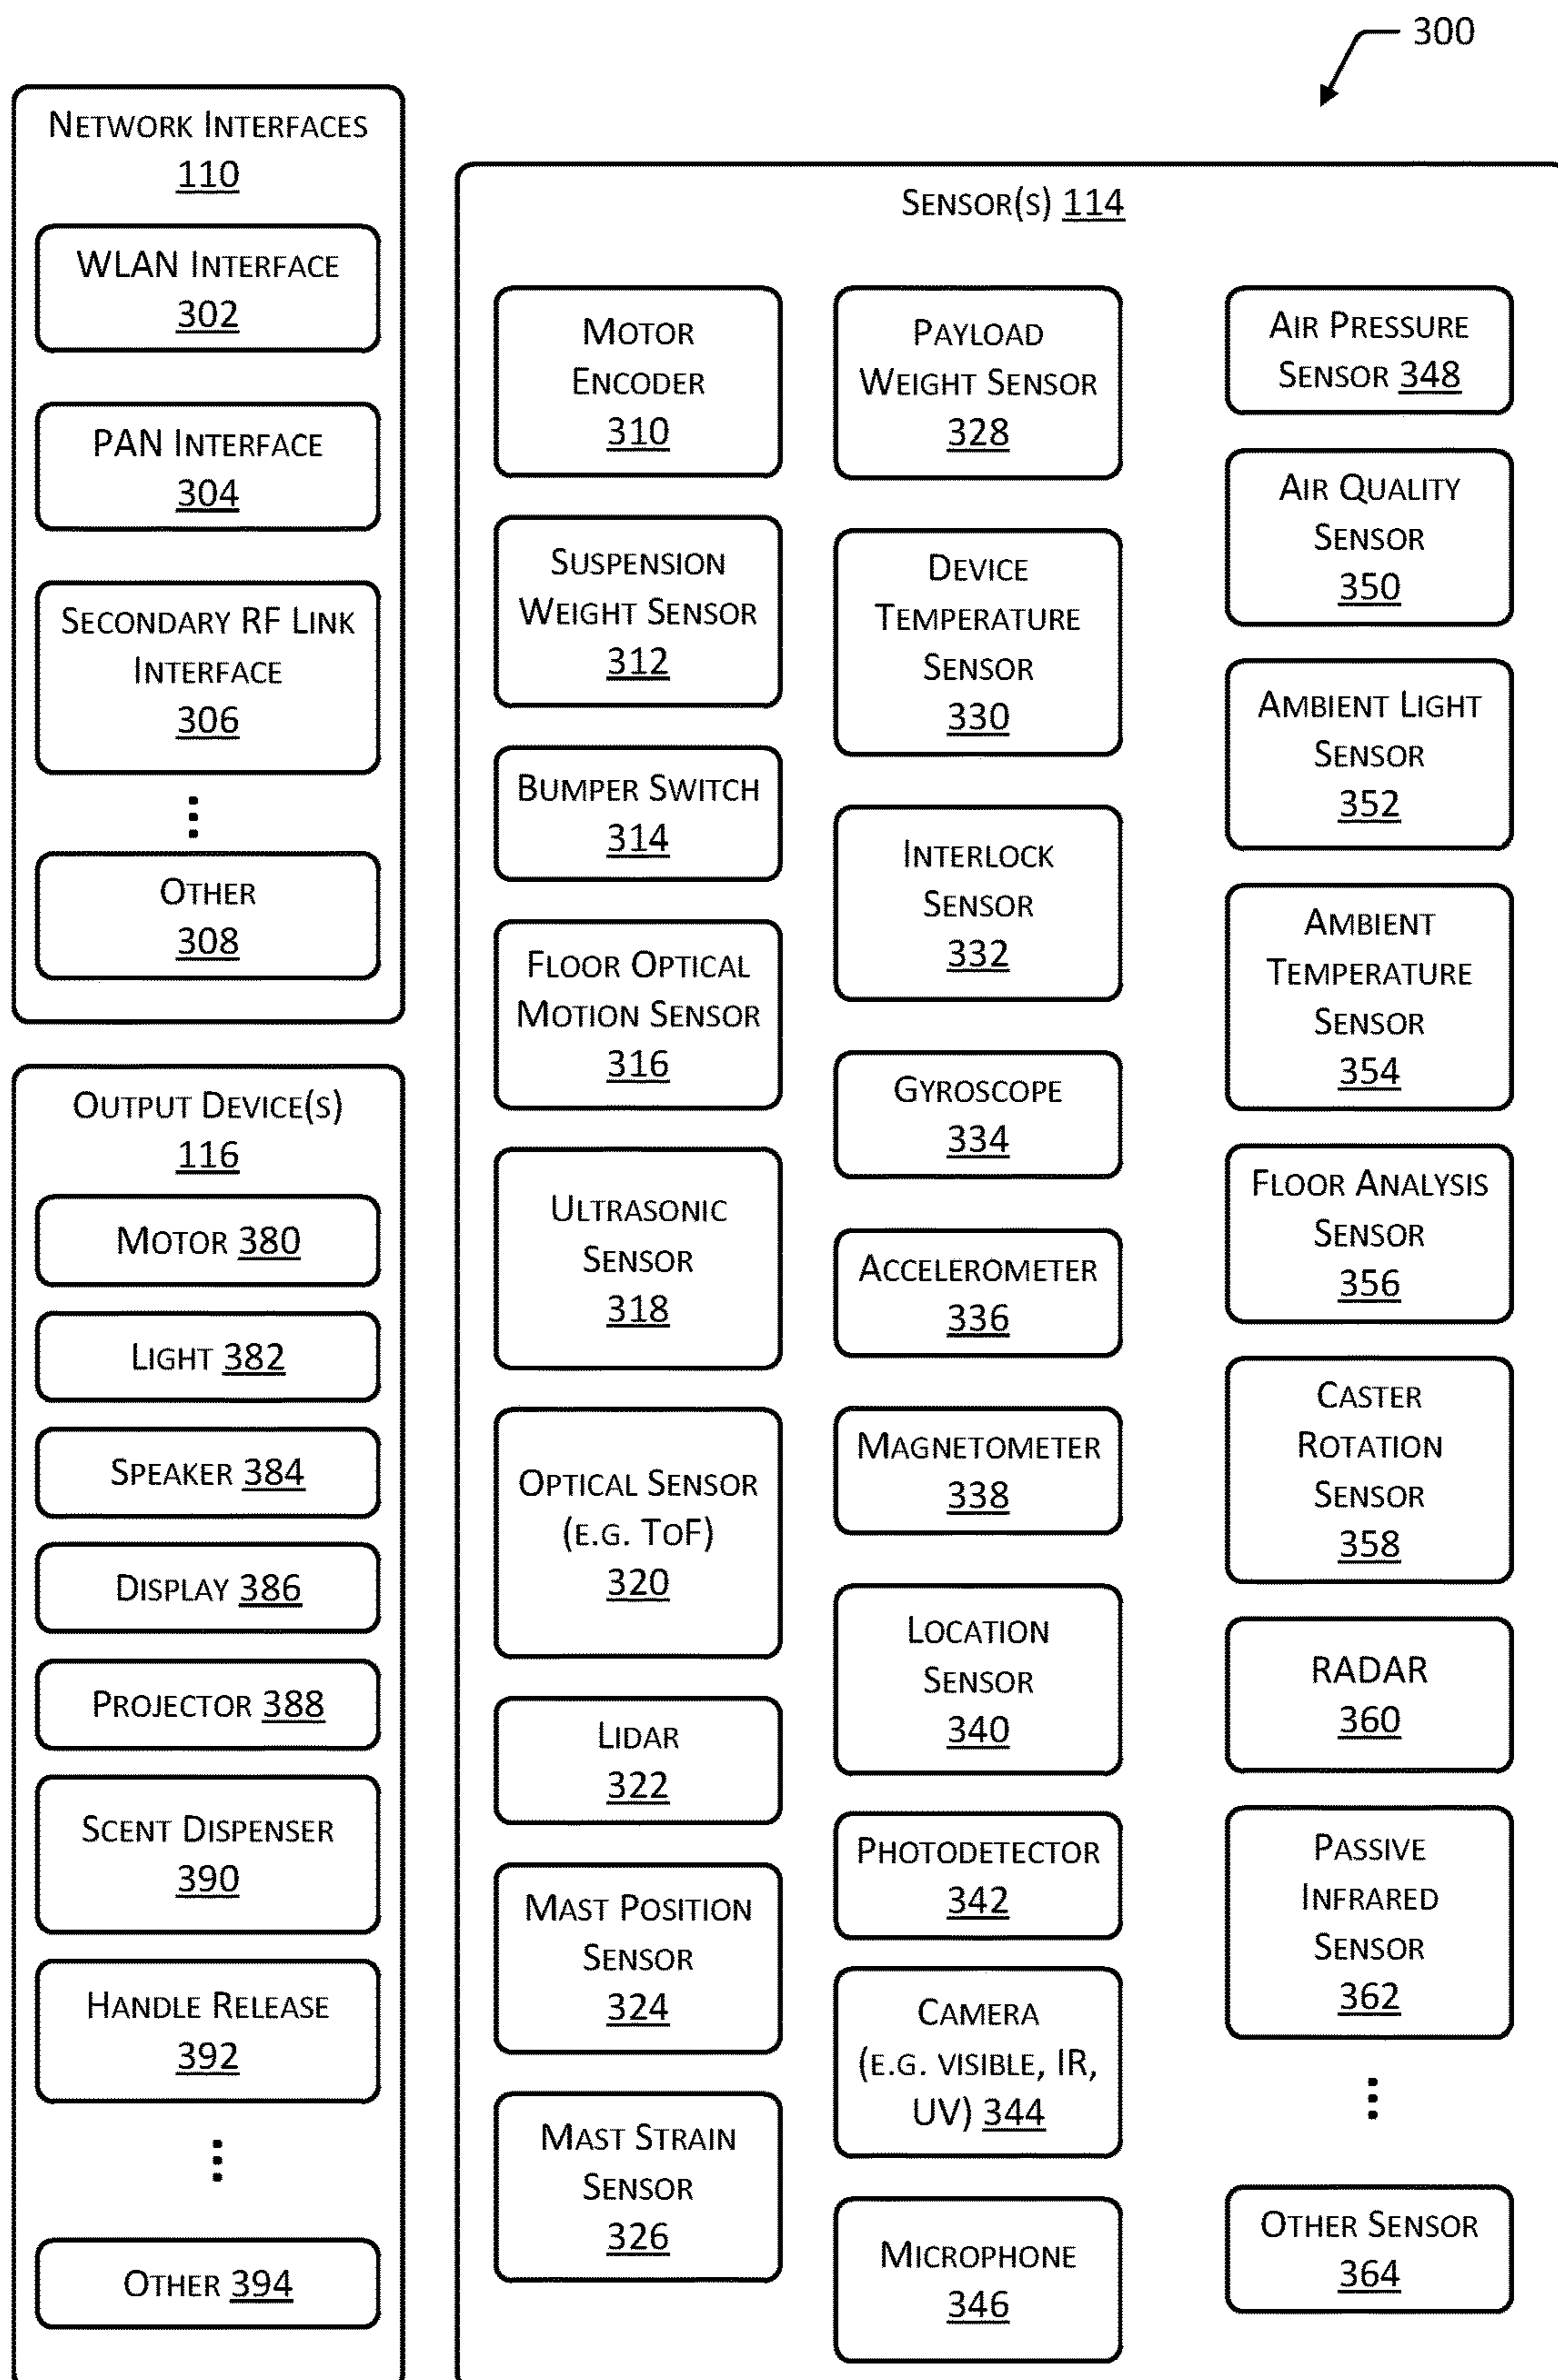 300
NETWORK INTERFACES
110
WLAN INTERFACE
302
PAN INTERFACE
304
SECONDARY RF LINK
INTERFACE
306
OTHER
308
OUTPUT DEVICE(S)
116
MOTOR 380
LIGHT 382
SPEAKER 384
DISPLAY 386
PROJECTOR 388
SCENT DISPENSER
390
HANDLE RELEASE
392
OTHER 394
SENSOR(S) 114
MOTOR
ENCODER
310
SUSPENSION
WEIGHT SENSOR
312
BUMPER SWITCH
314
FLOOR OPTICAL
MOTION SENSOR
316
ULTRASONIC
SENSOR
318
OPTICAL SENSOR
(E.G. TOF)
320
LIDAR
322
MAST POSITION
SENSOR
324
MAST STRAIN
SENSOR
326
PAYLOAD
WEIGHT SENSOR
328
DEVICE
TEMPERATURE
SENSOR
330
INTERLOCK
SENSOR
332
GYROSCOPE
334
ACCELEROMETER
336
MAGNETOMETER
338
LOCATION
SENSOR
340
PHOTODETECTOR
342
CAMERA
(E.G. VISIBLE, IR,
UV) 344
MICROPHONE
346
AIR PRESSURE
SENSOR 348
AIR QUALITY
SENSOR
350
AMBIENT LIGHT
SENSOR
352
AMBIENT
TEMPERATURE
SENSOR
354
FLOOR ANALYSIS
SENSOR
356
CASTER
ROTATION
SENSOR
358
RADAR
360
PASSIVE
INFRARED
SENSOR
362
OTHER SENSOR
364